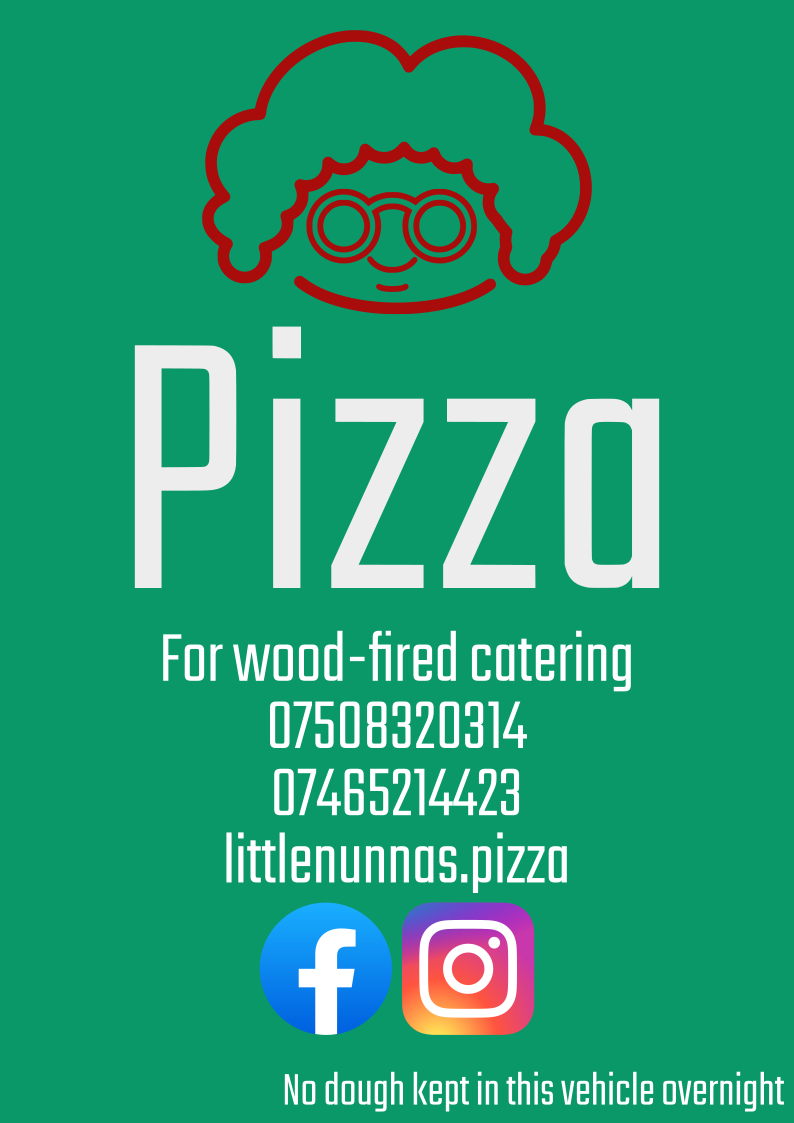 Pizza
For wood-fired catering
07508320314
07465214423
littlenunnas.pizza
No dough kept in this vehicle overnight